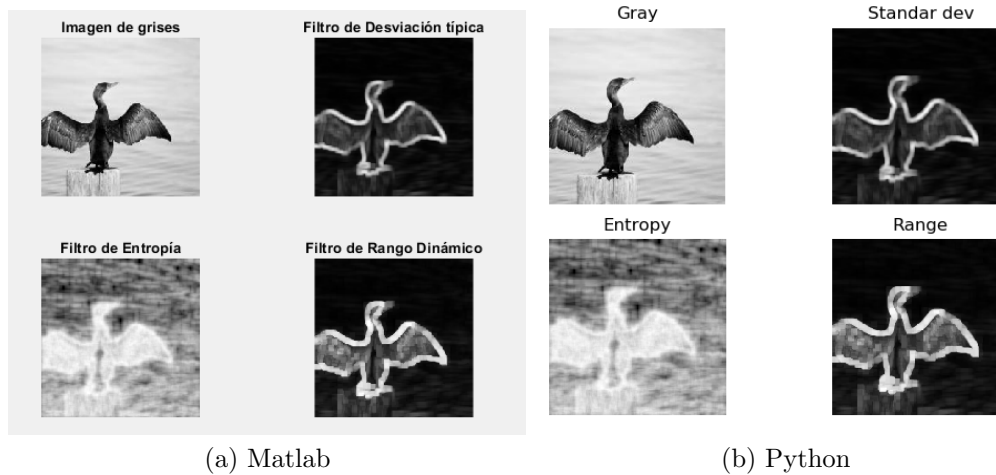 Imagen de grises
Filtro de Desviación típica
Filtro de Entropía
Filtro de Rango Dinámico
(a) Matlab
Gray
Standar dev
Entropy
Range
(b) Python